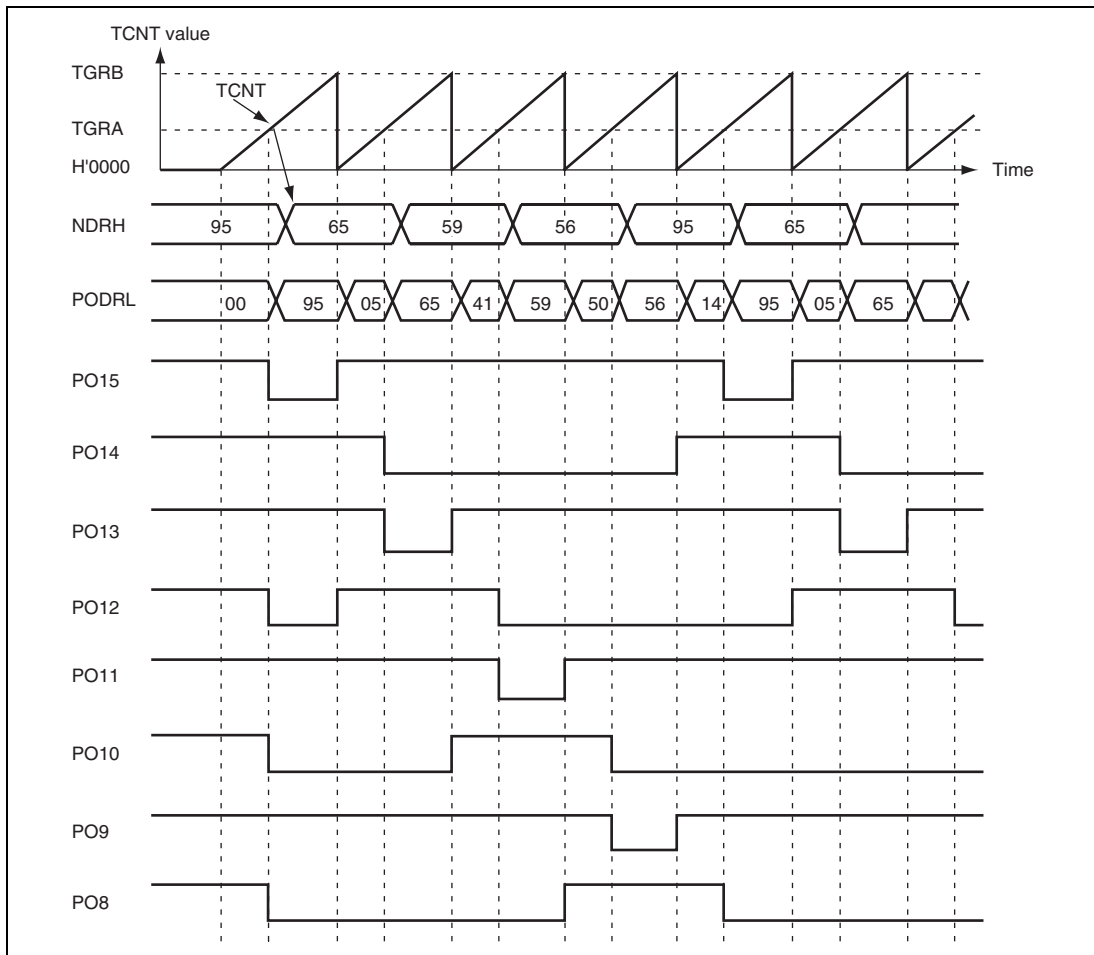 TCNT value
TGRB
TCNT
TGRA
H'0000
Time
NDRH 95 65 59 56 95 65
PODRL 00 95 05 65 41 59 50 56 14 95 05 65
PO15
PO14
PO13
PO12
PO11
PO10
PO9
PO8